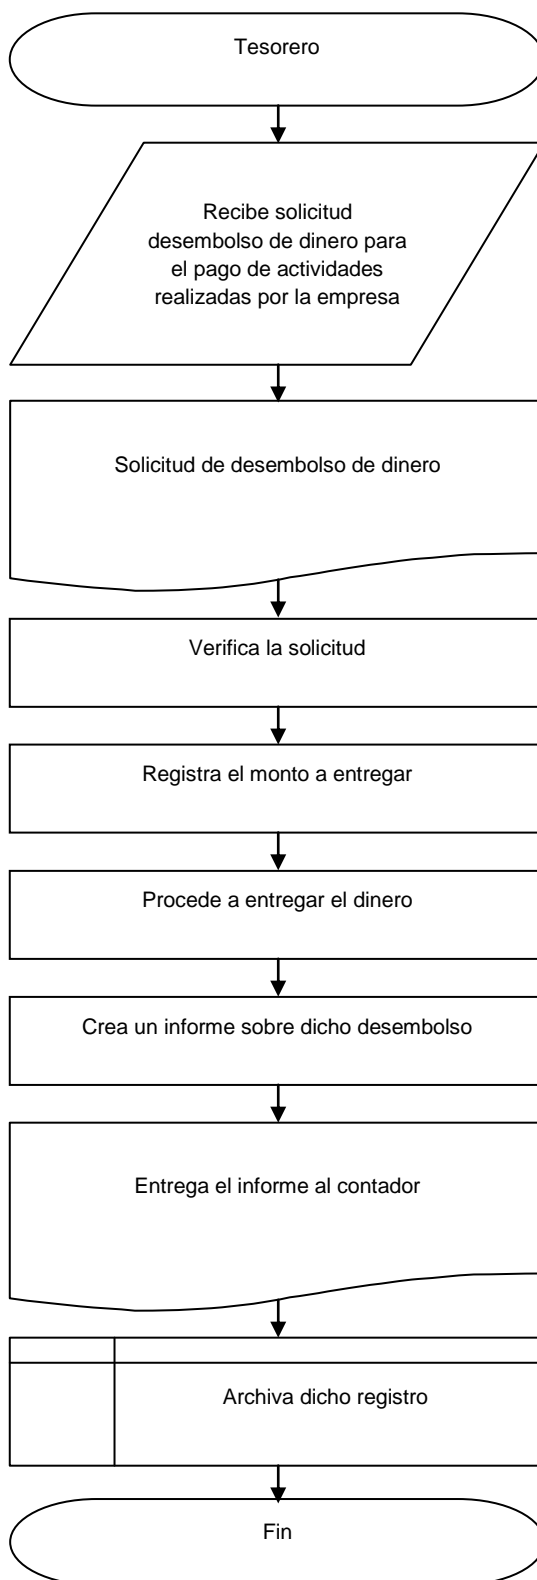 Tesorero
Recibe solicitud
desembolso de dinero para
el pago de actividades
realizadas por la empresa
Solicitud de desembolso de dinero
Verifica la solicitud
Registra el monto a entregar
Procede a entregar el dinero
Crea un informe sobre dicho desembolso
Entrega el informe al contador
Archiva dicho registro
Fin